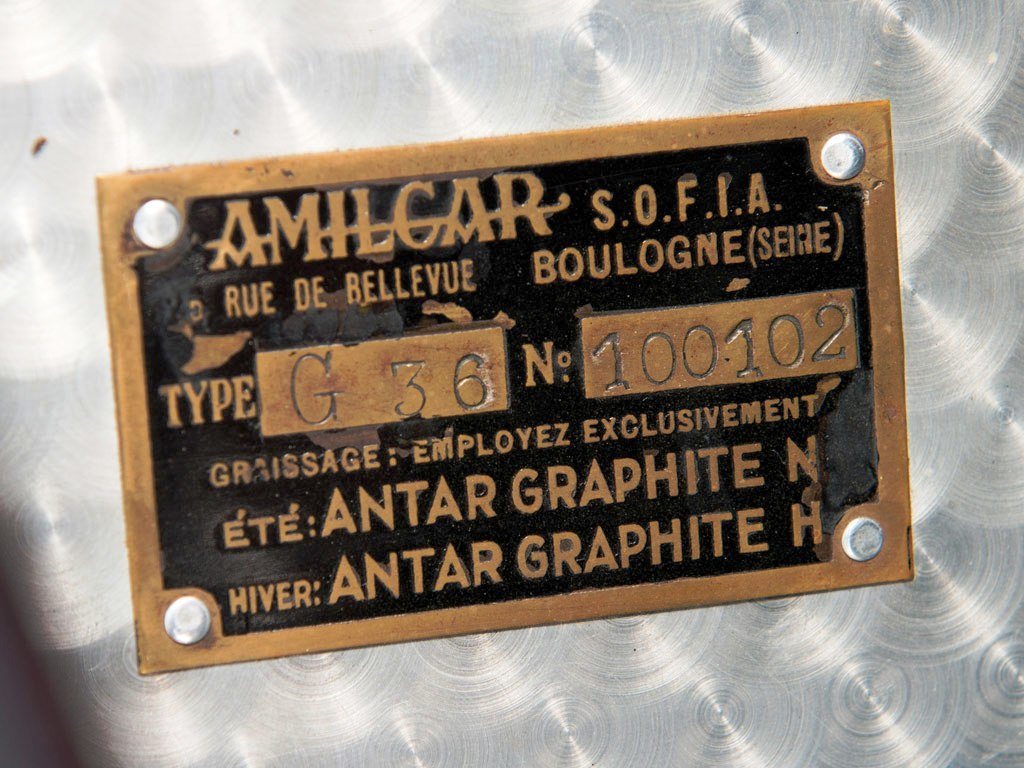 AMILCAR S.O.F.I.A.
RUE DE BELLEVUE BOULOGNE (SEINE)
TYPE G 36 No: 100102
GRAISSAGE: EMPLOYEZ EXCLUSIVEMENT
ÉTÉ: ANTAR GRAPHITE N
HIVER: ANTAR GRAPHITE H